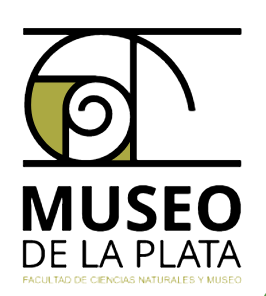 MUSEO
DE LA PLATA
FACULTAD DE CIENCIAS NATURALES Y MUSEO